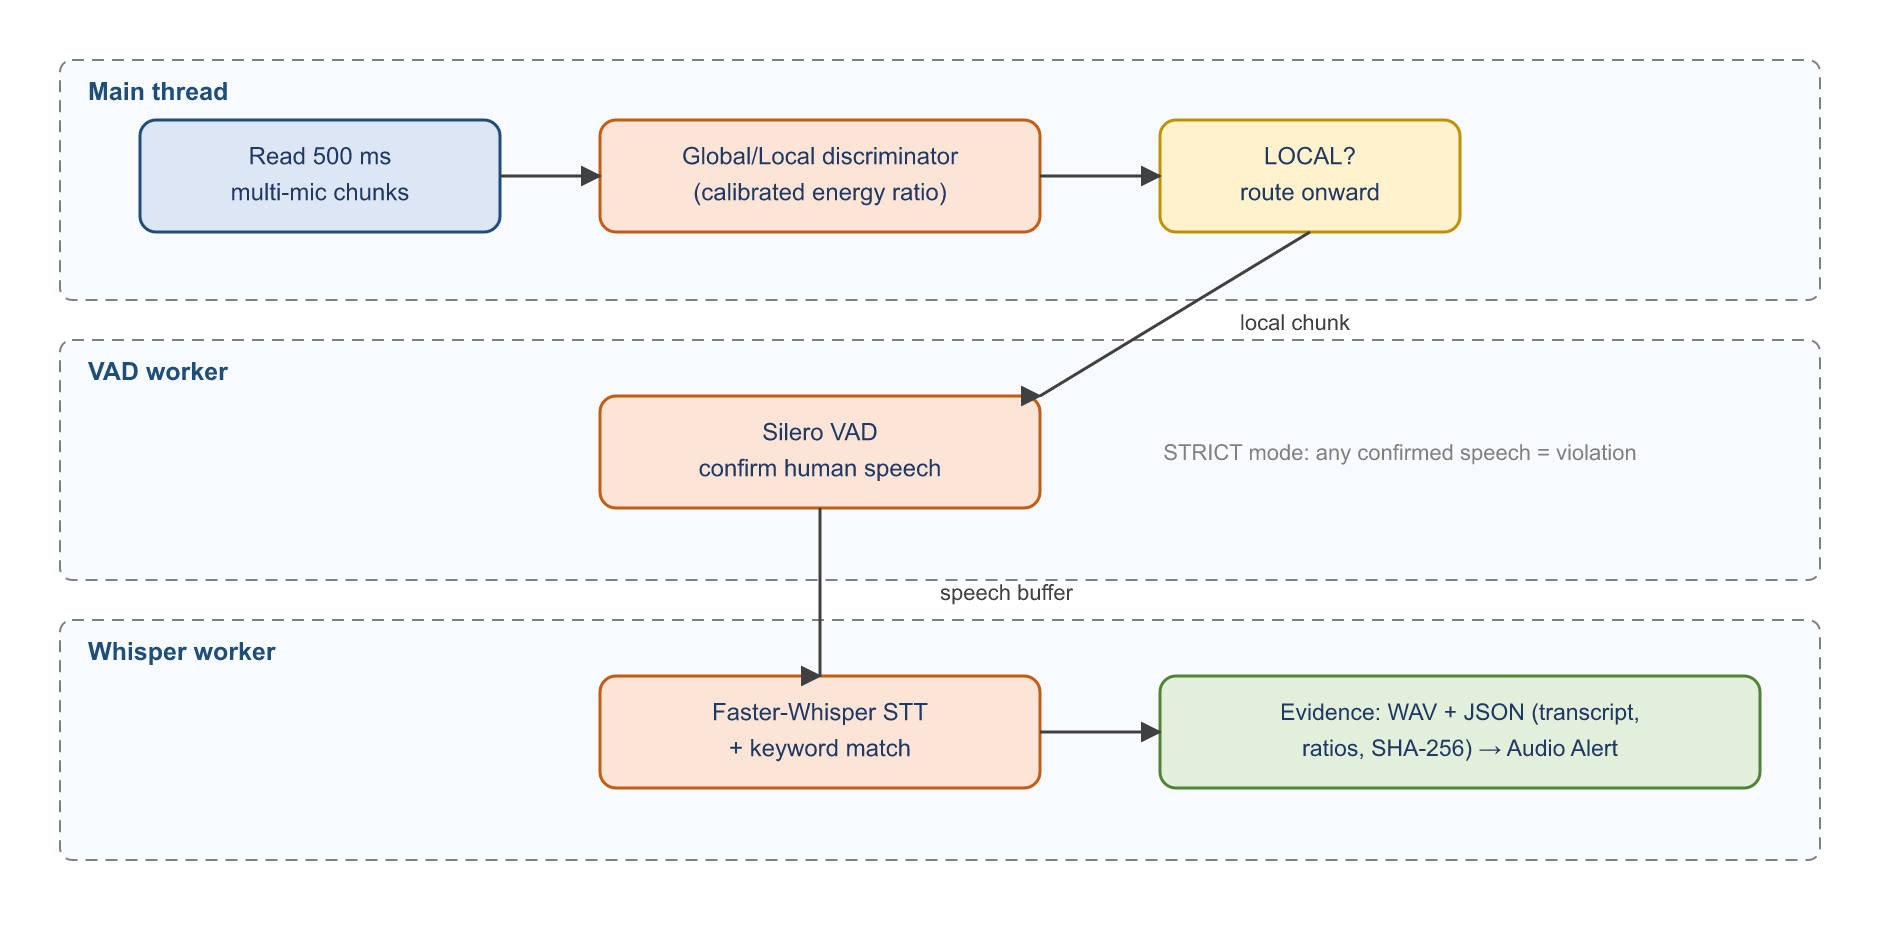 Main thread
Read 500 ms
multi-mic chunks
Global/Local discriminator
(calibrated energy ratio)
LOCAL?
route onward
local chunk
VAD worker
Silero VAD
confirm human speech
STRICT mode: any confirmed speech = violation
speech buffer
Whisper worker
Faster-Whisper STT
+ keyword match
Evidence: WAV + JSON (transcript,
ratios, SHA-256) → Audio Alert